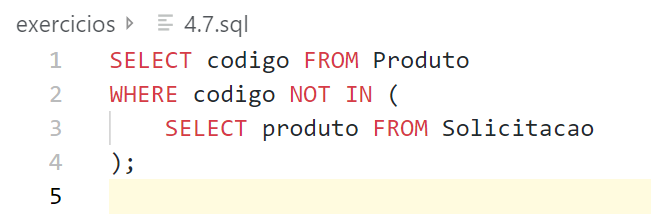 exercicios 4.7.sql
1 SELECT codigo FROM Produto
2 WHERE codigo NOT IN (
3 SELECT produto FROM Solicitacao
4 );
5